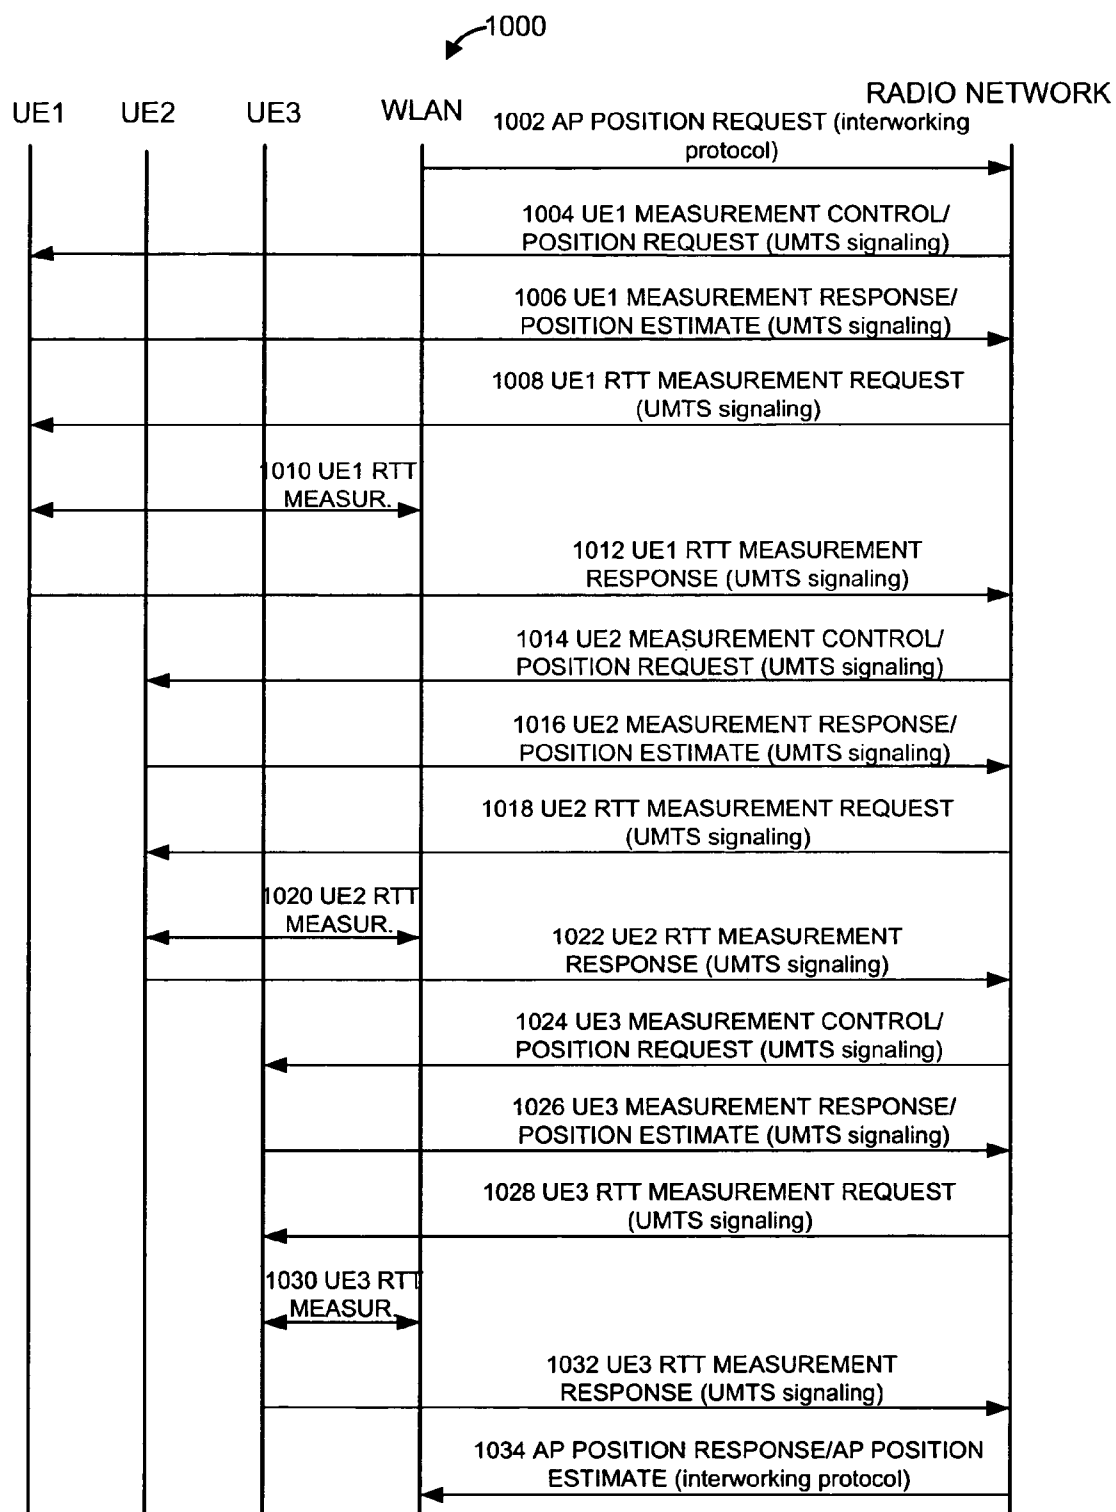 1000
UE1 UE2 UE3 WLAN RADIO NETWORK
1002 AP POSITION REQUEST (interworking
protocol)
1004 UE1 MEASUREMENT CONTROL/
POSITION REQUEST (UMTS signaling)
1006 UE1 MEASUREMENT RESPONSE/
POSITION ESTIMATE (UMTS signaling)
1008 UE1 RTT MEASUREMENT REQUEST
(UMTS signaling)
1010 UE1 RTT
MEASUR.
1012 UE1 RTT MEASUREMENT
RESPONSE (UMTS signaling)
1014 UE2 MEASUREMENT CONTROL/
POSITION REQUEST (UMTS signaling)
1016 UE2 MEASUREMENT RESPONSE/
POSITION ESTIMATE (UMTS signaling)
1018 UE2 RTT MEASUREMENT REQUEST
(UMTS signaling)
1020 UE2 RTT
MEASUR.
1022 UE2 RTT MEASUREMENT
RESPONSE (UMTS signaling)
1024 UE3 MEASUREMENT CONTROL/
POSITION REQUEST (UMTS signaling)
1026 UE3 MEASUREMENT RESPONSE/
POSITION ESTIMATE (UMTS signaling)
1028 UE3 RTT MEASUREMENT REQUEST
(UMTS signaling)
1030 UE3 RTT
MEASUR.
1032 UE3 RTT MEASUREMENT
RESPONSE (UMTS signaling)
1034 AP POSITION RESPONSE/AP POSITION
ESTIMATE (interworking protocol)